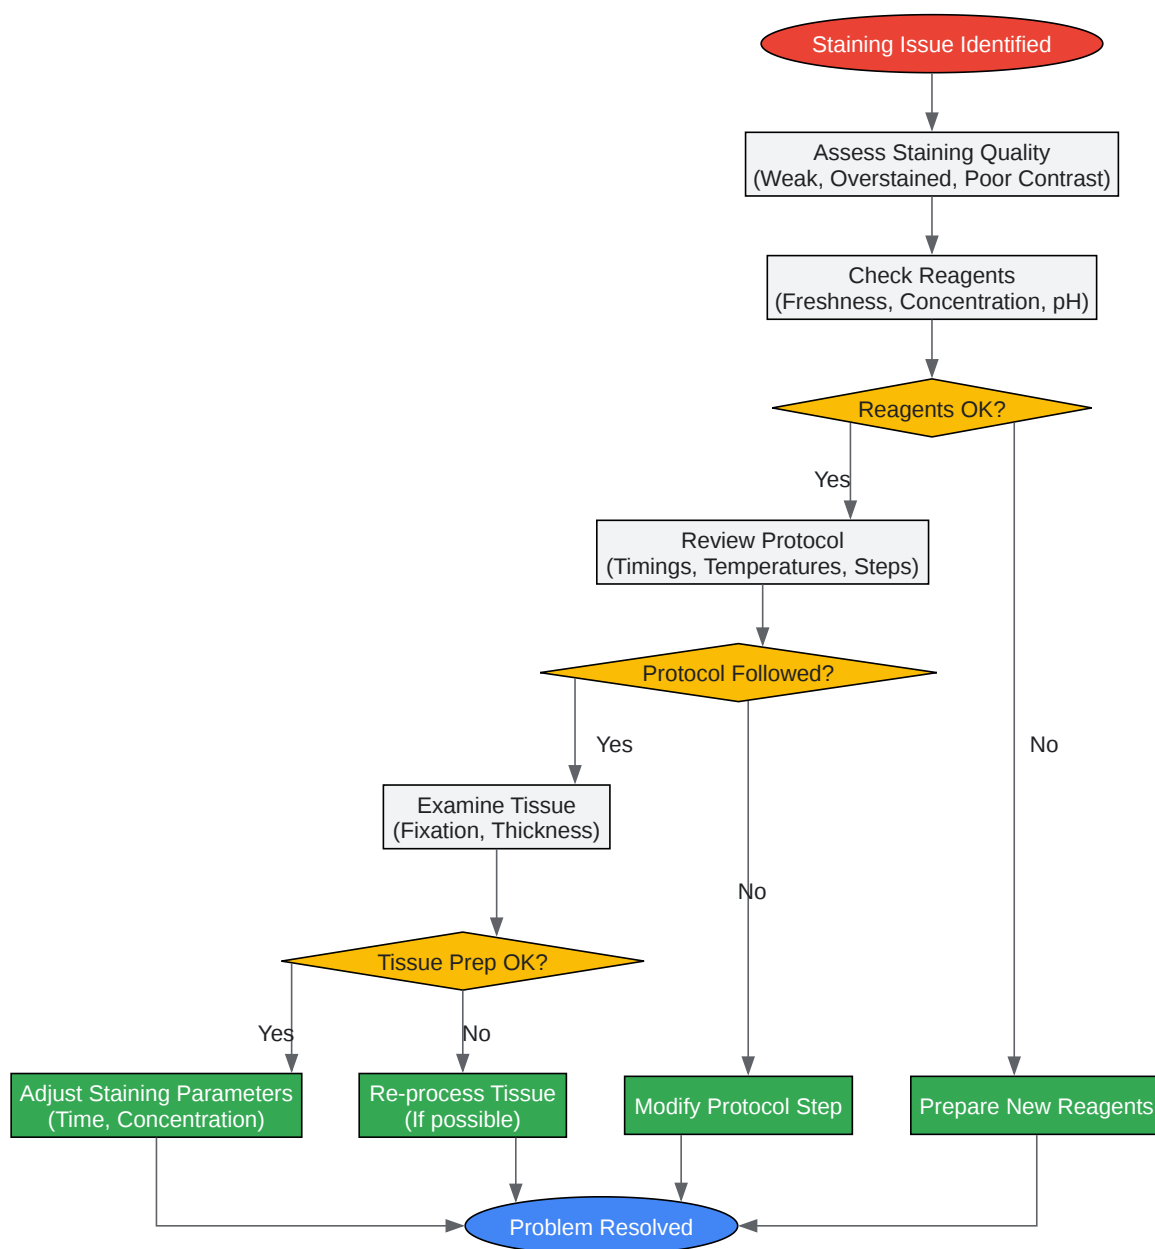 Staining Issue Identified
Assess Staining Quality
(Weak, Overstained, Poor Contrast)
Check Reagents
(Freshness, Concentration, pH)
Reagents OK?
Yes
Review Protocol
(Timings, Temperatures, Steps)
Protocol Followed?
Yes
No
Examine Tissue
(Fixation, Thickness)
No
Tissue Prep OK?
Yes
No
Adjust Staining Parameters
(Time, Concentration)
Re-process Tissue
(If possible)
Modify Protocol Step
Prepare New Reagents
Problem Resolved